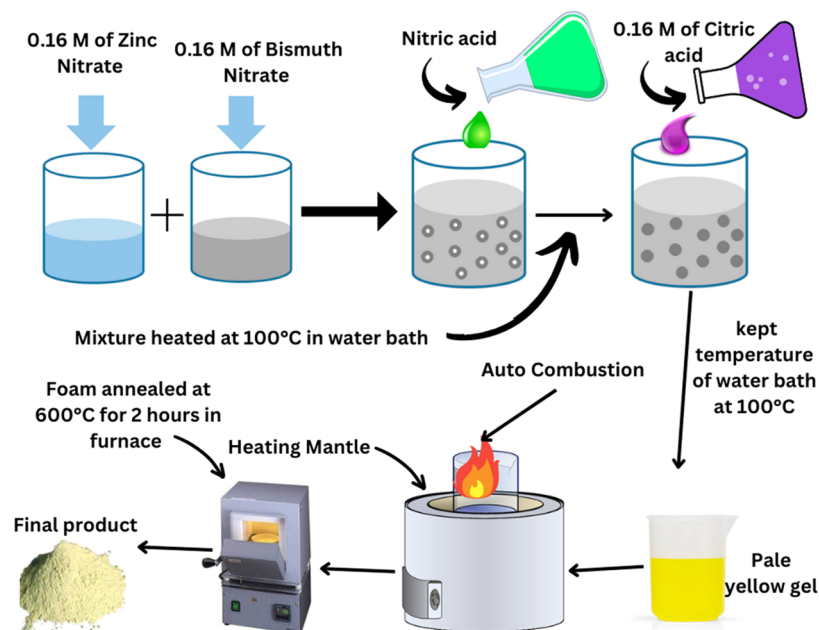 0.16 M of Zinc
Nitrate
0.16 M of Bismuth
Nitrate
Nitric acid
0.16 M of Citric
acid
Mixture heated at 100°C in water bath
kept
temperature
of water bath
at 100°C
Auto Combustion
Foam annealed at
600°C for 2 hours in
furnace
Heating Mantle
Final product
Pale
yellow gel